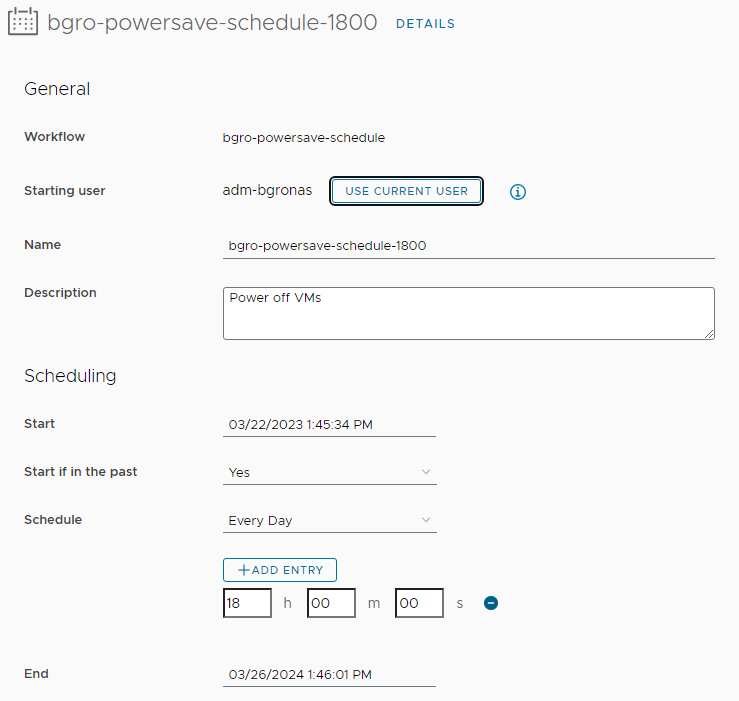 bgro-powersave-schedule-1800 DETAILS
General
Workflow bgro-powersave-schedule
Starting user adm-bgronas USE CURRENT USER
Name bgro-powersave-schedule-1800
Description Power off VMs
Scheduling
Start 03/22/2023 1:45:34 PM
Start if in the past Yes
Schedule Every Day
+ADD ENTRY
18 h 00 m 00 s
End 03/26/2024 1:46:01 PM